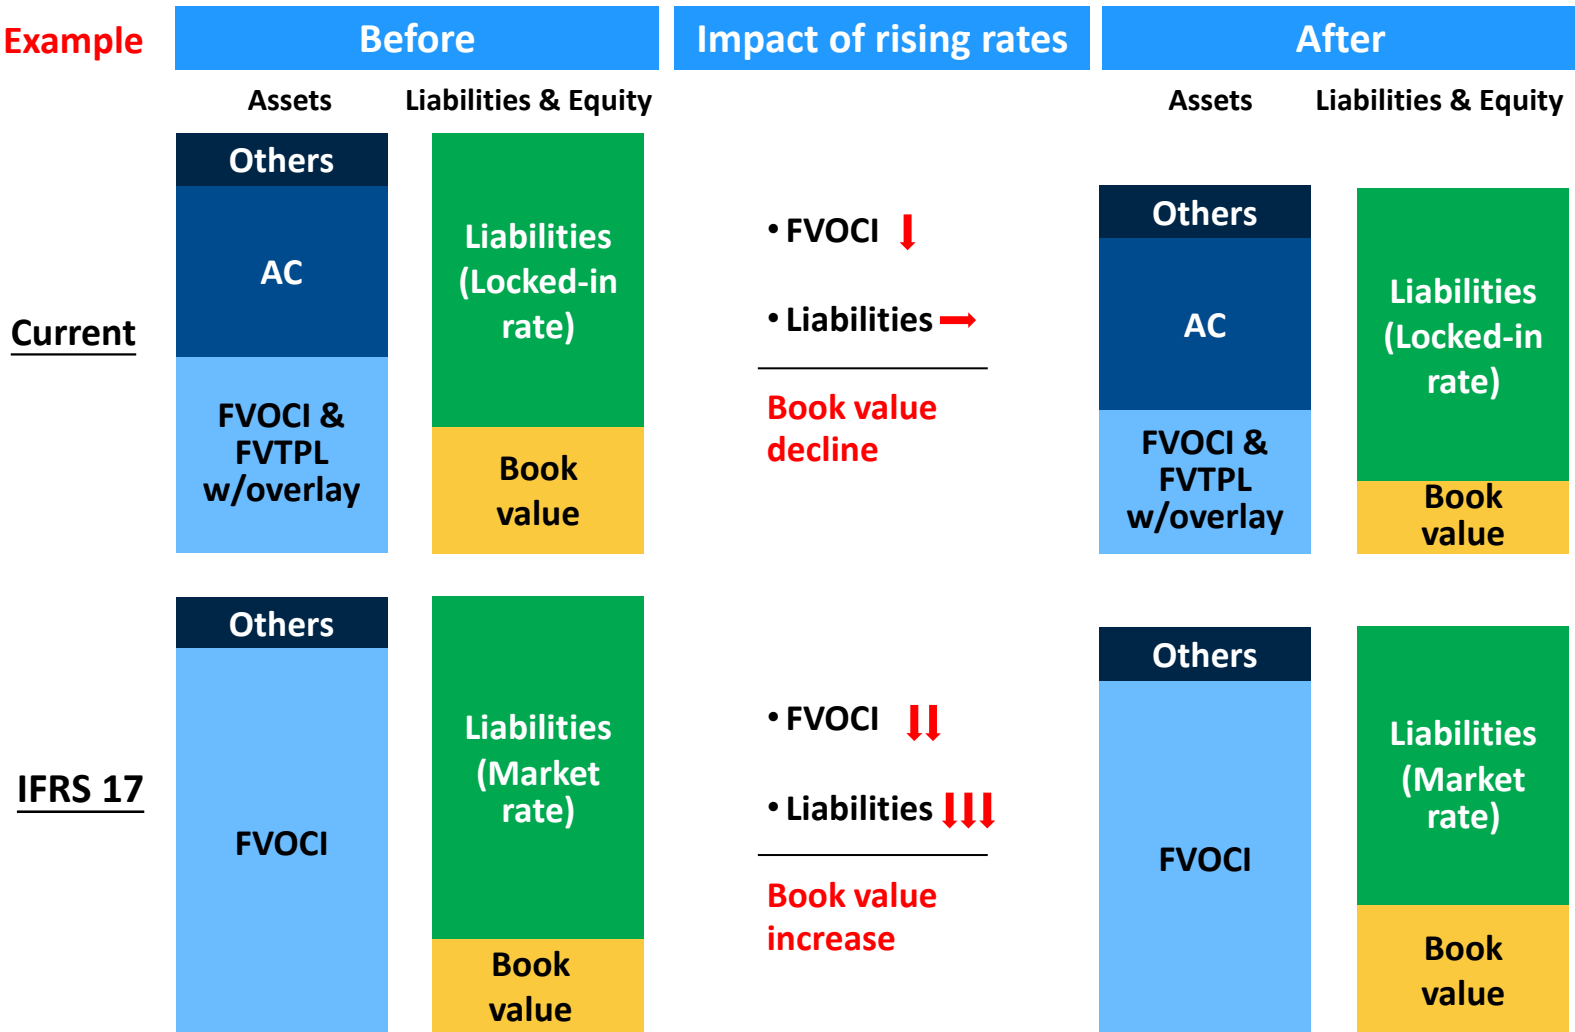 Example
Before
Impact of rising rates
After
Assets
Liabilities & Equity
Assets
Liabilities & Equity
Current
Others
AC
FVOCI &
FVTPL
w/overlay
Liabilities
(Locked-in
rate)
Book
value
• FVOCI
• Liabilities
Book value
decline
Others
AC
FVOCI &
FVTPL
w/overlay
Liabilities
(Locked-in
rate)
Book
value
IFRS 17
Others
FVOCI
Liabilities
(Market
rate)
Book
value
• FVOCI
• Liabilities
Book value
increase
Others
FVOCI
Liabilities
(Market
rate)
Book
value